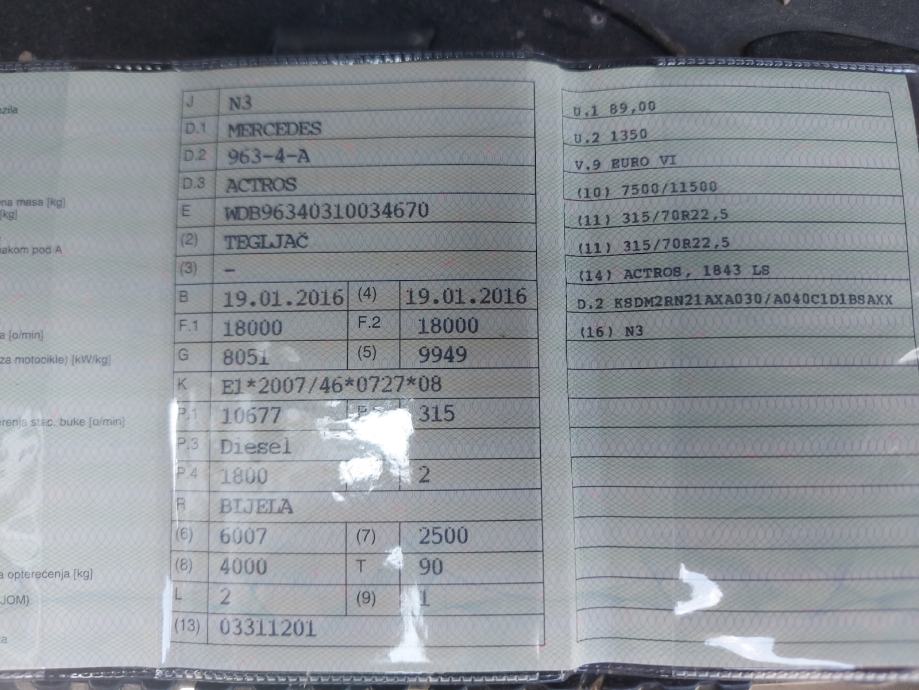 zila
na masa [kg]
kg]
nakom pod A
a [o/min]
za motocikle) [kW/kg]
renja stac. buke [o/min]
a opterećenja [kg]
JOM)
za
J N3
D.1 MERCEDES
D.2 963-4-A
D.3 ACTROS
E WDB96340310034670
(2) TEGLJAČ
(3) –
B 19.01.2016 (4) 19.01.2016
F.1 18000 F.2 18000
G 8051 (5) 9949
K E1*2007/46*0727*08
P.1 10677 315
P.3 Diesel
P.4 1800 2
R BIJELA
(6) 6007 (7) 2500
(8) 4000 T 90
L 2 (9) 1
(13) 03311201
U.1 89,00
U.2 1350
V.9 EURO VI
(10) 7500/11500
(11) 315/70R22,5
(11) 315/70R22,5
(14) ACTROS, 1843 LS
D.2 KSDM2RN21AXA030/A040C1D1BSAXX
(16) N3